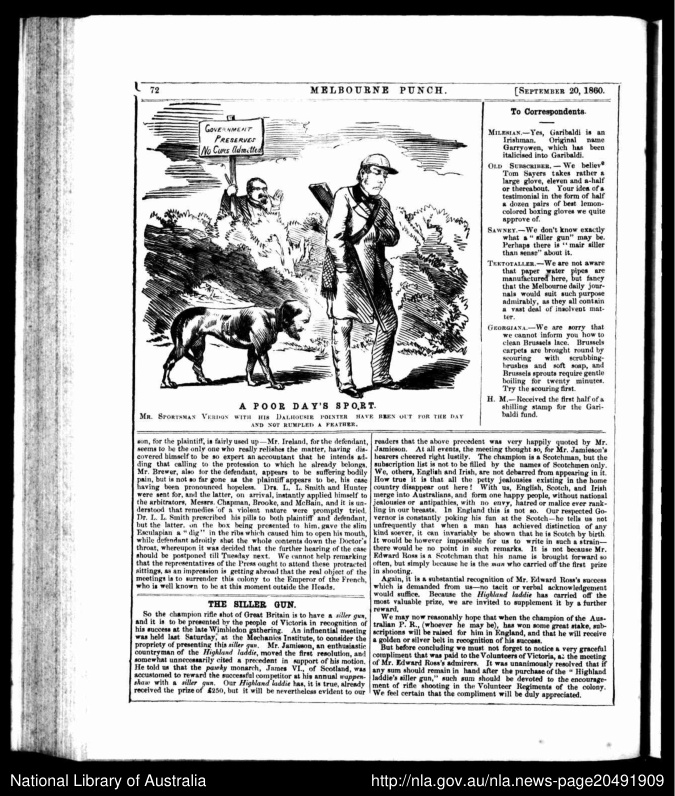 72
MELBOURNE PUNCH.
[SEPTEMBER 20, 1860.
GOVERNMENT
PRESERVES
No Curs Admitted
A POOR DAY'S SPORT.
MR. SPORTSMAN VERDON WITH HIS DALHOUSIE POINTER HAVE BEEN OUT FOR THE DAY
AND NOT RUMPLED A FEATHER.
To Correspondents.
MILESIAN.—Yes, Garibaldi is an
Irishman. Original name
Garryowen, which has been
italicised into Garibaldi.
OLD SUBSCRIBER.—We believe
Tom Sayers takes rather a
large glove, eleven and a-half
or thereabout. Your idea of a
testimonial in the form of half
a dozen pairs of best lemon-
colored boxing gloves we quite
approve of.
SAWNEY.—We don't know exactly
what a "siller gun" may be.
Perhaps there is "mair siller
than sense" about it.
TEETOTALLER.—We are not aware
that paper water pipes are
manufactured here, but fancy
that the Melbourne daily jour-
nals would suit such purpose
admirably, as they all contain
a vast deal of insolvent mat-
ter.
GEORGIANA.—We are sorry that
we cannot inform you how to
clean Brussels lace. Brussels
carpets are brought round by
scouring with scrubbing-
brushes and soft soap, and
Brussels sprouts require gentle
boiling for twenty minutes.
Try the scouring first.
H. M.—Received the first half of a
shilling stamp for the Gari-
baldi fund.
son, for the plaintiff, is fairly used up—Mr. Ireland, for the defendant,
seems to be the only one who really relishes the matter, having dis-
covered himself to be so expert an accountant that he intends ad-
ding that calling to the profession to which he already belongs.
Mr. Brewer, also for the defendant, appears to be suffering bodily
pain, but is not so far gone as the plaintiff appears to be, his case
having been pronounced hopeless. Drs. L. L. Smith and Hunter
were sent for, and the latter, on arrival, instantly applied himself to
the arbitrators, Messrs. Chapman, Brooke, and McBain, and it is un-
derstood that remedies of a violent nature were promptly tried.
Dr. L. L. Smith prescribed his pills to both plaintiff and defendant,
but the latter, on the box being presented to him, gave the slim
Esculapian a "dig" in the ribs which caused him to open his mouth,
while defendant adroitly shot the whole contents down the Doctor's
throat, whereupon it was decided that the further hearing of the case
should be postponed till Tuesday next. We cannot help remarking
that the representatives of the Press ought to attend these protracted
sittings, as an impression is getting abroad that the real object of the
meetings is to surrender this colony to the Emperor of the French,
who is well known to be at this moment outside the Heads.
THE SILLER GUN.
So the champion rifle shot of Great Britain is to have a siller gun,
and it is to be presented by the people of Victoria in recognition of
his success at the late Wimbledon gathering. An influential meeting
was held last Saturday, at the Mechanics Institute, to consider the
propriety of presenting this siller gun. Mr. Jamieson, an enthusiastic
countryman of the Highland laddie, moved the first resolution, and
somewhat unnecessarily cited a precedent in support of his motion.
He told us that the pawky monarch, James VI., of Scotland, was
accustomed to reward the successful competitor at his annual wappen-
shaw with a siller gun. Our Highland laddie has, it is true, already
received the prize of £250, but it will be nevertheless evident to our
readers that the above precedent was very happily quoted by Mr.
Jamieson. At all events, the meeting thought so, for Mr. Jamieson's
hearers cheered right lustily. The champion is a Scotchman, but the
subscription list is not to be filled by the names of Scotchmen only.
We, others, English and Irish, are not debarred from appearing in it.
How true it is that all the petty jealousies existing in the home
country disappear out here! With us, English, Scotch, and Irish
merge into Australians, and form one happy people, without national
jealousies or antipathies, with no envy, hatred or malice ever rank-
ling in our breasts. In England this is not so. Our respected Go-
vernor is constantly poking his fun at the Scotch—he tells us not
unfrequently that when a man has achieved distinction of any
kind soever, it can invariably be shown that he is Scotch by birth.
It would be however impossible for us to write in such a strain—
there would be no point in such remarks. It is not because Mr.
Edward Ross is a Scotchman that his name is brought forward so
often, but simply because he is the man who carried off the first prize
in shooting.
Again, it is a substantial recognition of Mr. Edward Ross's success
which is demanded from us—no tacit or verbal acknowledgement
would suffice. Because the Highland laddie has carried off the
most valuable prize, we are invited to supplement it by a further
reward.
We may now reasonably hope that when the champion of the Aus-
tralian P. R., (whoever he may be), has won some great stake, sub-
scriptions will be raised for him in England, and that he will receive
a golden or silver belt in recognition of his success.
But before concluding we must not forget to notice a very graceful
compliment that was paid to the Volunteers of Victoria, at the meeting
of Mr. Edward Ross's admirers. It was unanimously resolved that if
any sum should remain in hand after the purchase of the "Highland
laddie's siller gun," such sum should be devoted to the encourage-
ment of rifle shooting in the Volunteer Regiments of the colony.
We feel certain that the compliment will be duly appreciated.
National Library of Australia
http://nla.gov.au/nla.news-page20491909